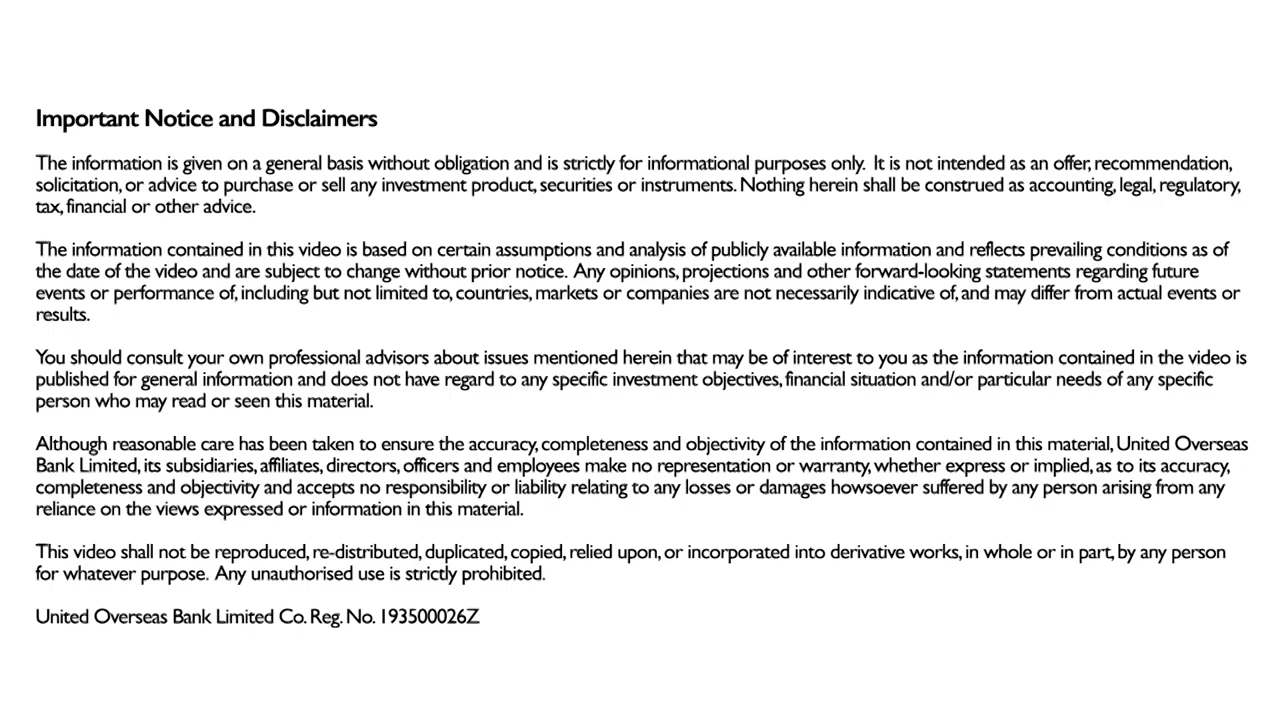 Important Notice and Disclaimers
The information is given on a general basis without obligation and is strictly for informational purposes only. It is not intended as an offer, recommendation,
solicitation, or advice to purchase or sell any investment product, securities or instruments. Nothing herein shall be construed as accounting, legal, regulatory,
tax, financial or other advice.
The information contained in this video is based on certain assumptions and analysis of publicly available information and reflects prevailing conditions as of
the date of the video and are subject to change without prior notice. Any opinions, projections and other forward-looking statements regarding future
events or performance of, including but not limited to, countries, markets or companies are not necessarily indicative of, and may differ from actual events or
results.
You should consult your own professional advisors about issues mentioned herein that may be of interest to you as the information contained in the video is
published for general information and does not have regard to any specific investment objectives, financial situation and/or particular needs of any specific
person who may read or seen this material.
Although reasonable care has been taken to ensure the accuracy, completeness and objectivity of the information contained in this material, United Overseas
Bank Limited, its subsidiaries, affiliates, directors, officers and employees make no representation or warranty, whether express or implied, as to its accuracy,
completeness and objectivity and accepts no responsibility or liability relating to any losses or damages howsoever suffered by any person arising from any
reliance on the views expressed or information in this material.
This video shall not be reproduced, re-distributed, duplicated, copied, relied upon, or incorporated into derivative works, in whole or in part, by any person
for whatever purpose. Any unauthorised use is strictly prohibited.
United Overseas Bank Limited Co. Reg. No. 193500026Z